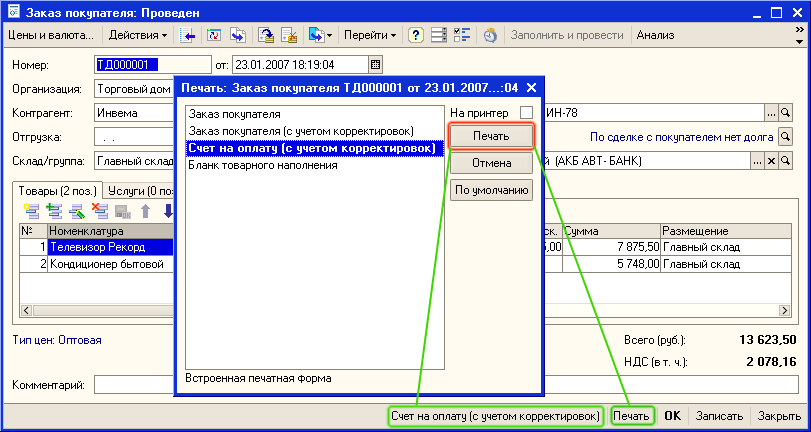 Заказ покупателя: Проведен
Цены и валюта... Действия Перейти ? Заполнить и провести Анализ
Номер: ТД000001 от: 23.01.2007 18:19:04
Организация: Торговый дом
Контрагент: Инвема ИН-78
Отгрузка: . . По сделке с покупателем нет долга
Склад/группа: Главный склад (АКБ АВТ- БАНК)
Товары (2 поз.) Услуги (0 поз
№ Номенклатура ск. Сумма Размещение
1 Телевизор Рекорд 7 875,50 Главный склад
2 Кондиционер бытовой 5 748,00 Главный склад
Тип цен: Оптовая Всего (руб.): 13 623,50
НДС (в т. ч.): 2 078,16
Комментарий:
Печать: Заказ покупателя ТД000001 от 23.01.2007...:04
Заказ покупателя
Заказ покупателя (с учетом корректировок)
Счет на оплату (с учетом корректировок)
Бланк товарного наполнения
На принтер
Печать
Отмена
По умолчанию
Встроенная печатная форма
Счет на оплату (с учетом корректировок) Печать OK Записать Закрыть